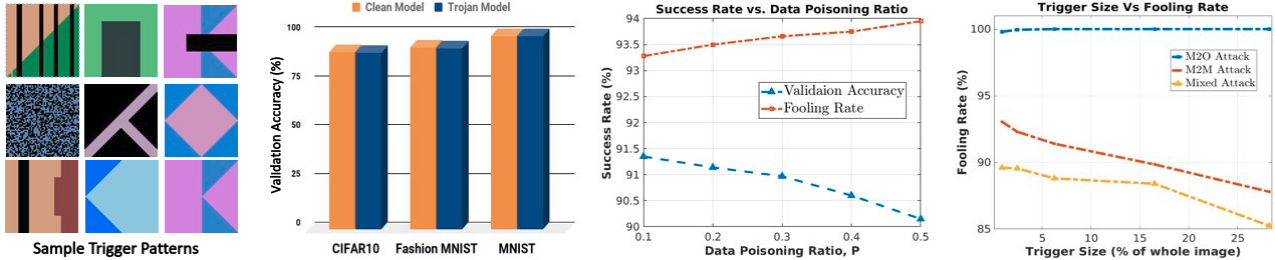 Sample Trigger Patterns
Clean Model
Trojan Model
Validation Accuracy (%)
100
75
50
25
0
CIFAR10
Fashion MNIST
MNIST
Success Rate vs. Data Poisoning Ratio
Success Rate (%)
94
93.5
93
92.5
92
91.5
91
90.5
90
Validaion Accuracy
Fooling Rate
0.1
0.2
0.3
0.4
0.5
Data Poisoning Ratio, P
Trigger Size Vs Fooling Rate
Fooling Rate (%)
100
95
90
85
M2O Attack
M2M Attack
Mixed Attack
5
10
15
20
25
Trigger Size (% of whole image)